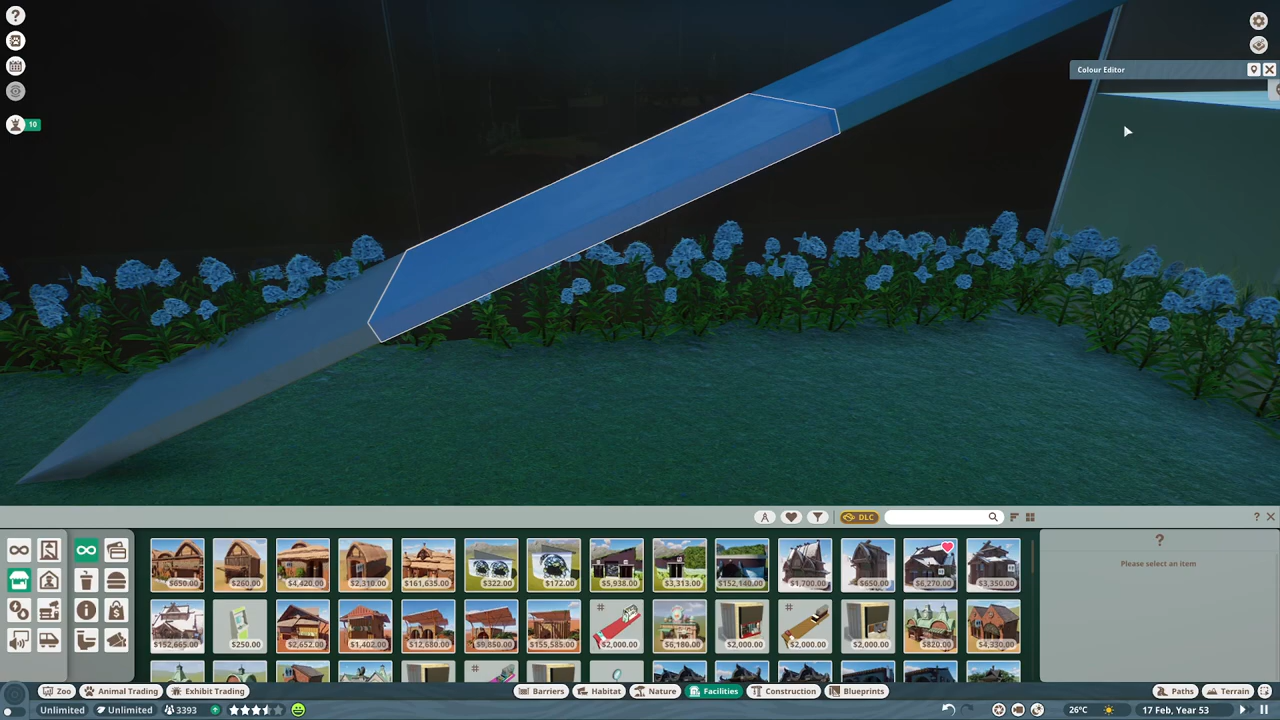 ?
10
Colour Editor
DLC
?
$650.00
$260.00
$4,420.00
$2,310.00
$161,635.00
$322.00
$172.00
$5,938.00
$3,313.00
$152,140.00
$1,700.00
$650.00
$6,270.00
$3,350.00
?
Please select an item
$152,665.00
$250.00
$2,652.00
$1,402.00
$12,680.00
$9,850.00
$155,585.00
# $2,000.00
$6,180.00
$2,000.00
# $2,000.00
$2,000.00
$820.00
$4,330.00
#
Zoo
Animal Trading
Exhibit Trading
Barriers
Habitat
Nature
Facilities
Construction
Blueprints
Paths
Terrain
Unlimited
Unlimited
3393
26°C
17 Feb, Year 53